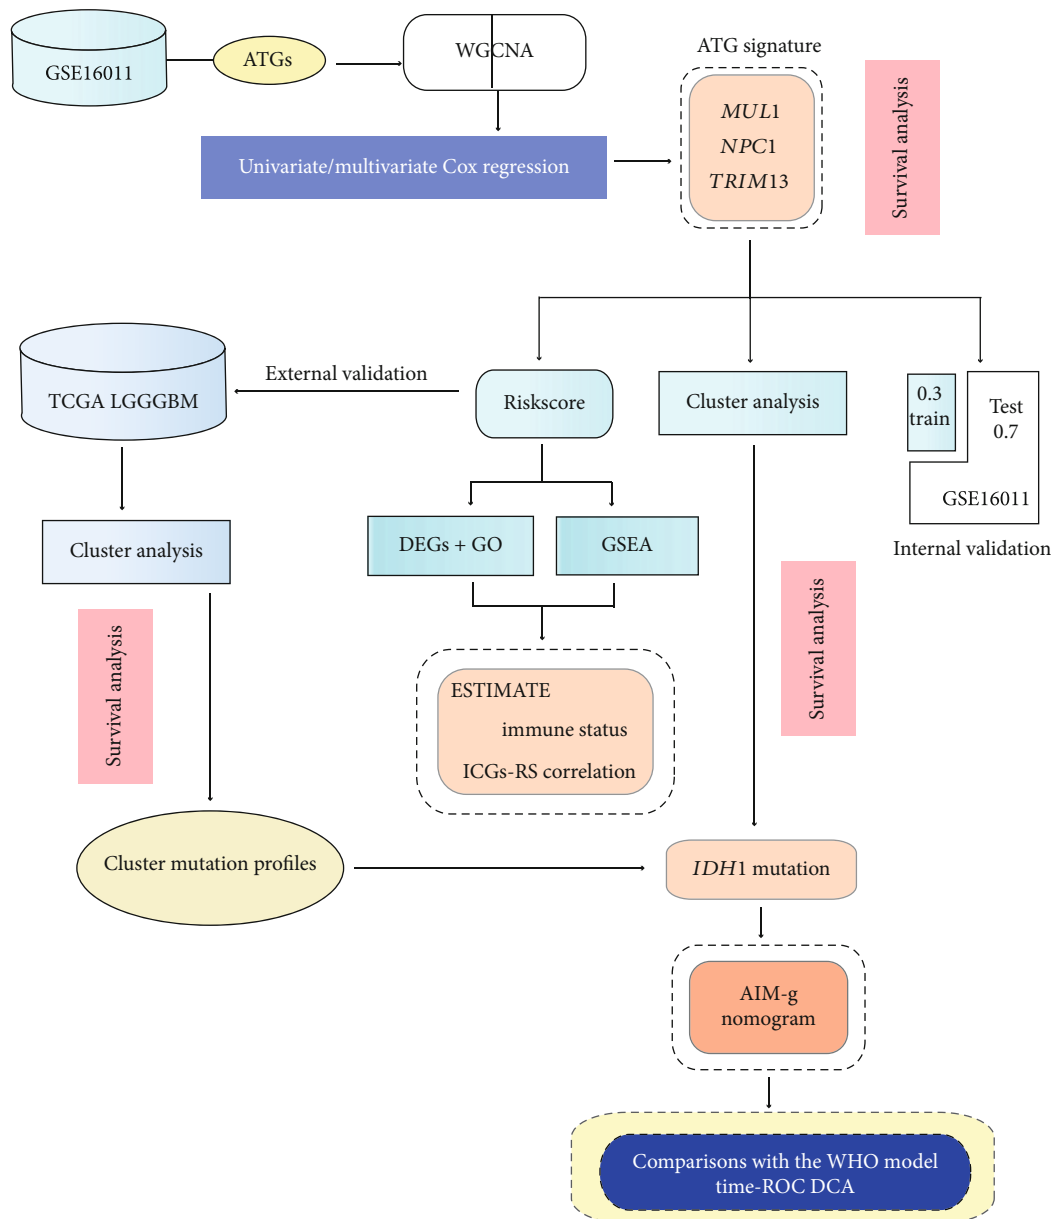 GSE16011
ATGs
WGCNA
ATG signature
MUL1
NPC1
TRIM13
Survival analysis
Univariate/multivariate Cox regression
TCGA LGGGBM
External validation
Riskscore
Cluster analysis
0.3
train
Test
0.7
GSE16011
Internal validation
Cluster analysis
DEGs + GO
GSEA
Survival analysis
Survival analysis
ESTIMATE
immune status
ICGs-RS correlation
Cluster mutation profiles
IDH1 mutation
AIM-g
nomogram
Comparisons with the WHO model
time-ROC DCA